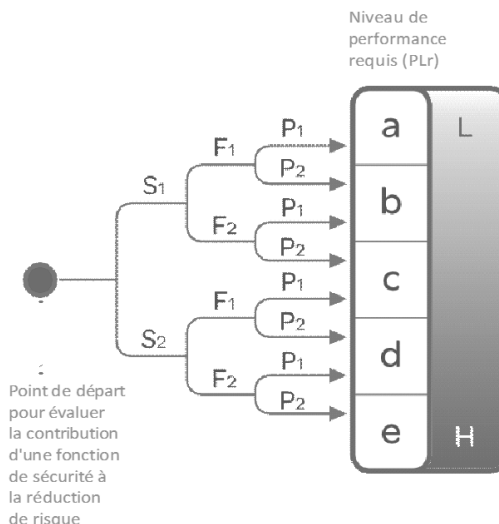 Niveau de
performance
requis (PLr)
a
L
P1
F1
P2
S1
b
P1
F2
P2
c
P1
F1
P2
S2
d
P1
F2
P2
e
H
Point de départ
pour évaluer
la contribution
d'une fonction
de sécurité à
la réduction
de risque